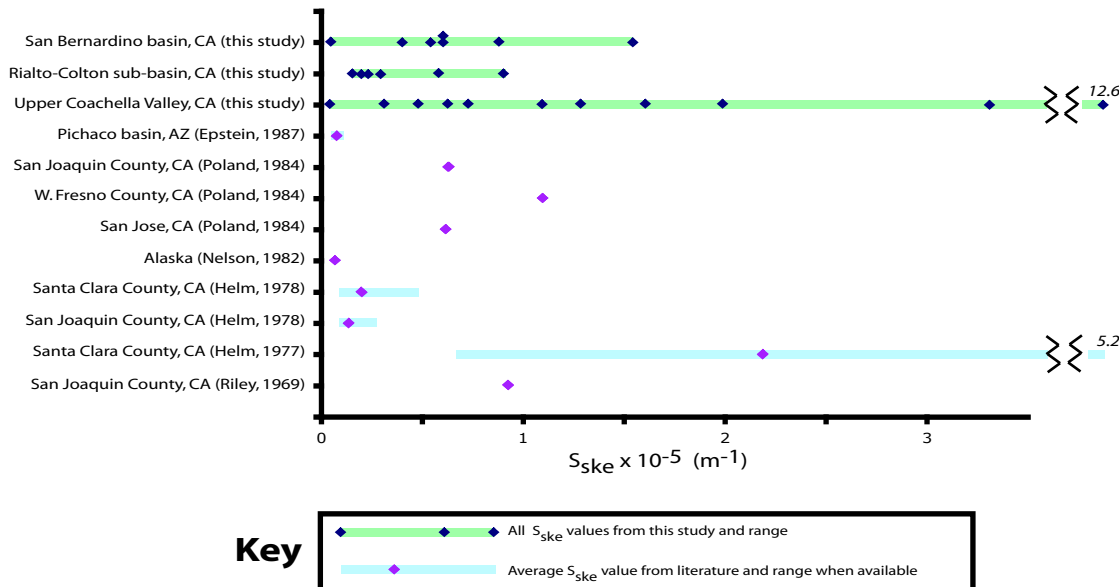 San Bernardino basin, CA (this study)
Rialto-Colton sub-basin, CA (this study)
Upper Coachella Valley, CA (this study)
12.6
Pichaco basin, AZ (Epstein, 1987)
San Joaquin County, CA (Poland, 1984)
W. Fresno County, CA (Poland, 1984)
San Jose, CA (Poland, 1984)
Alaska (Nelson, 1982)
Santa Clara County, CA (Helm, 1978)
San Joaquin County, CA (Helm, 1978)
Santa Clara County, CA (Helm, 1977)
5.2
San Joaquin County, CA (Riley, 1969)
0 1 2 3
Sske x 10-5 (m-1)
Key
All Sske values from this study and range
Average Sske value from literature and range when available